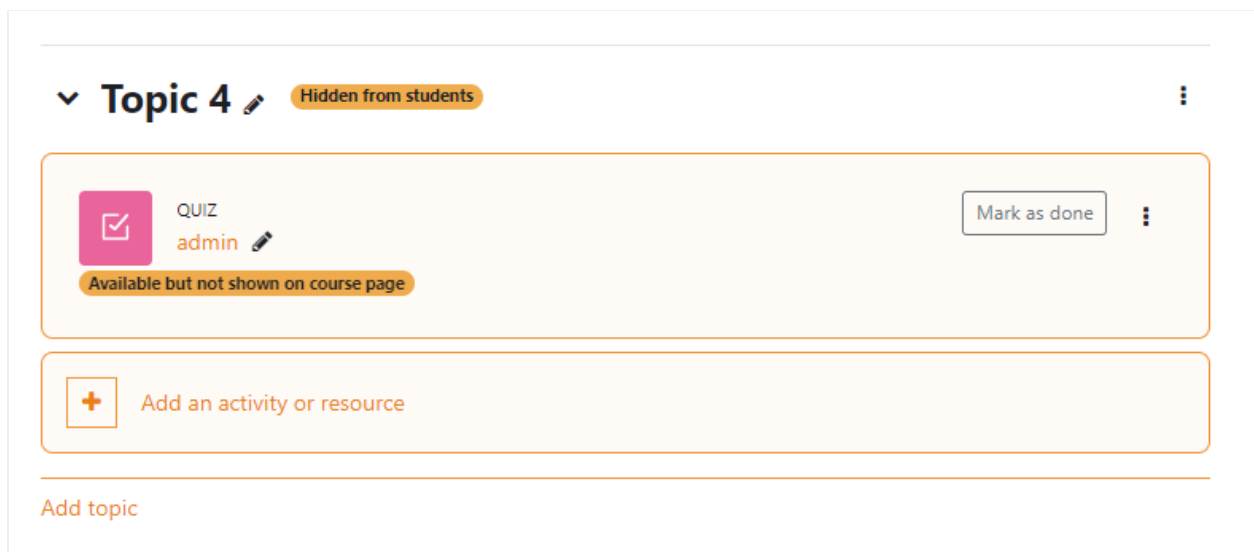 Topic 4 Hidden from students
QUIZ
admin
Mark as done
Available but not shown on course page
Add an activity or resource
Add topic